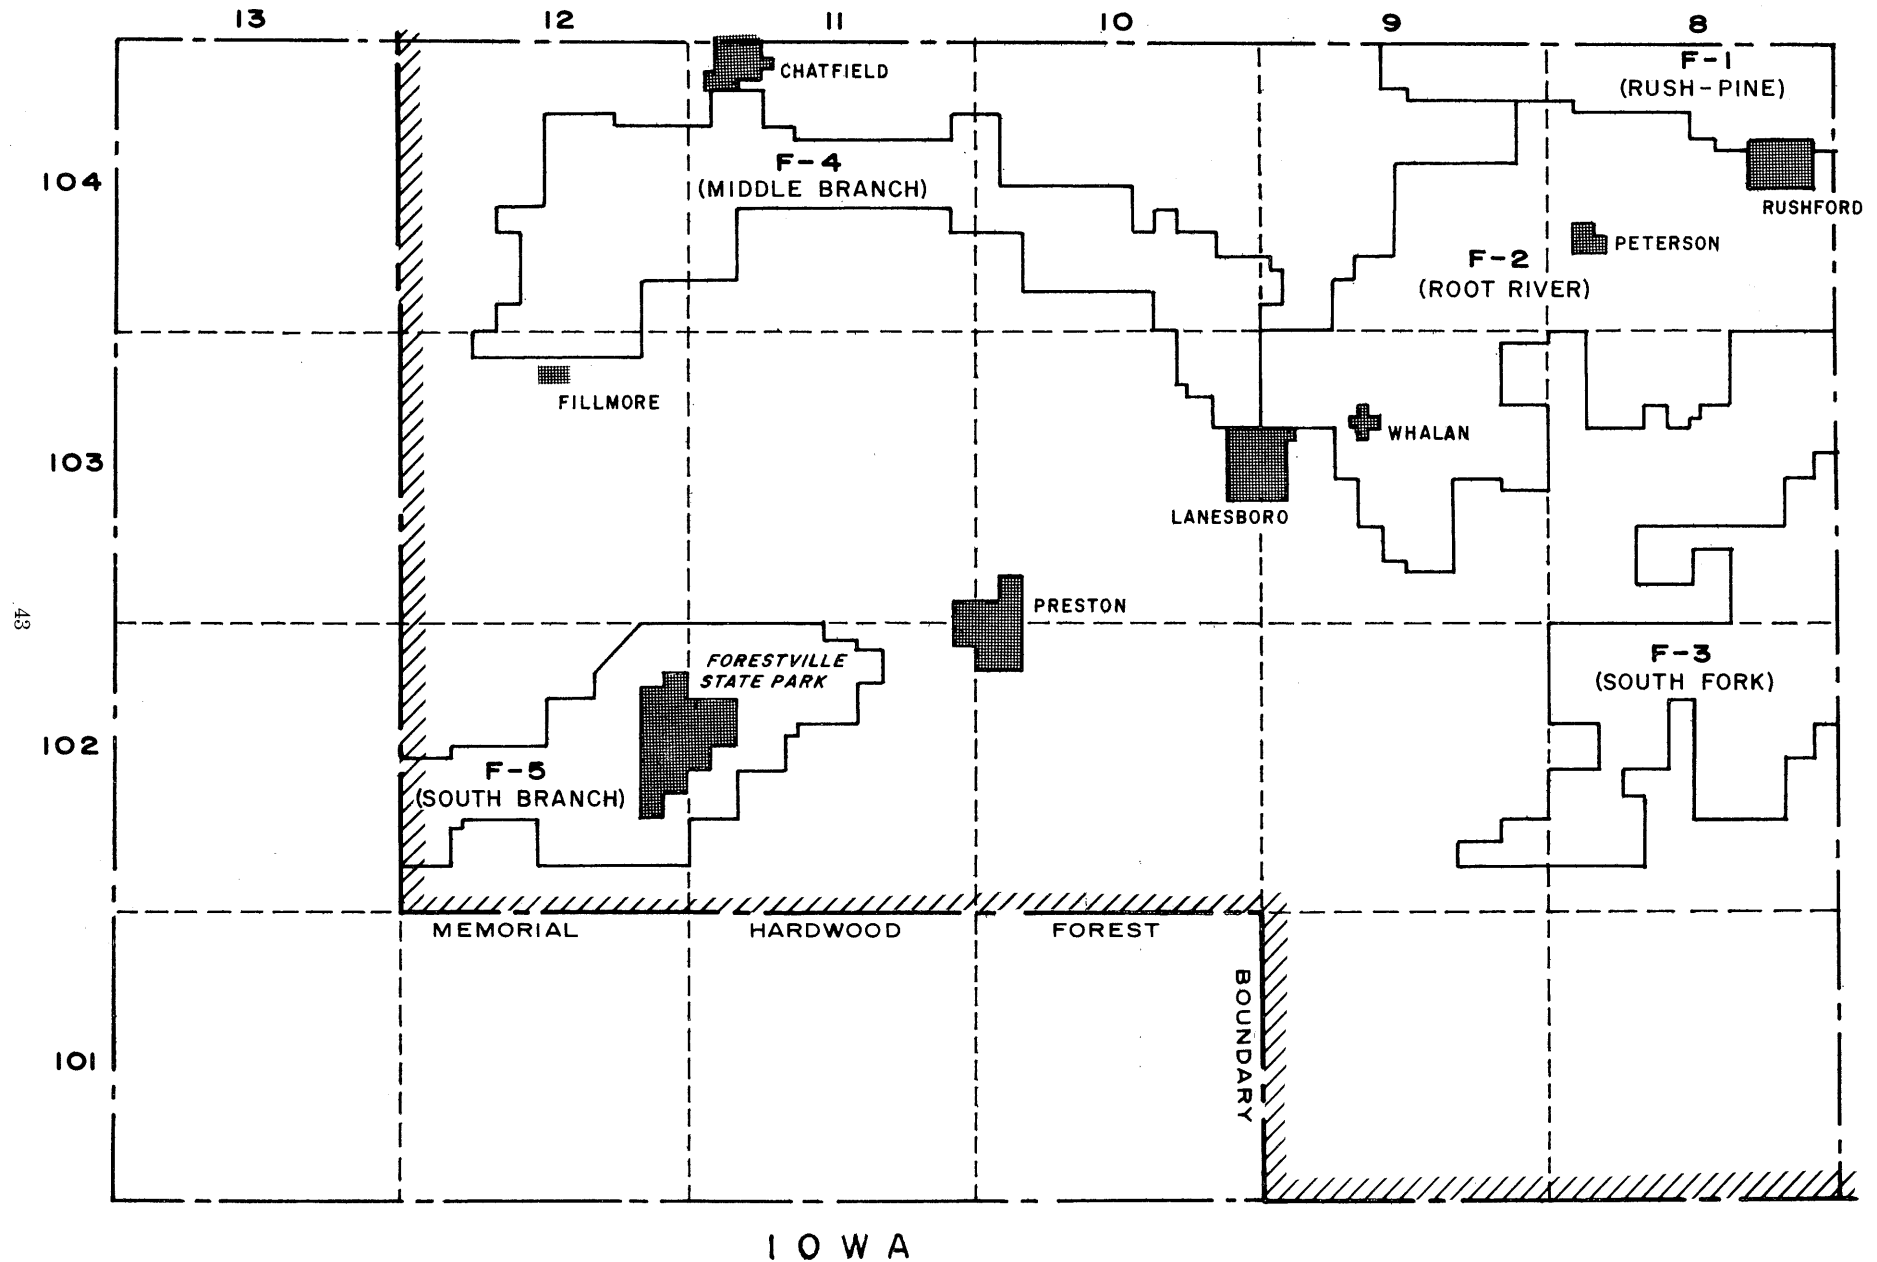 13 12 11 10 9 8
CHATFIELD
F-1
(RUSH-PINE)
104
F-4
(MIDDLE BRANCH)
RUSHFORD
PETERSON
F-2
(ROOT RIVER)
FILLMORE
WHALAN
103
LANESBORO
PRESTON
43
FORESTVILLE
STATE PARK
F-3
(SOUTH FORK)
102
F-5
(SOUTH BRANCH)
MEMORIAL HARDWOOD FOREST
BOUNDARY
101
IOWA